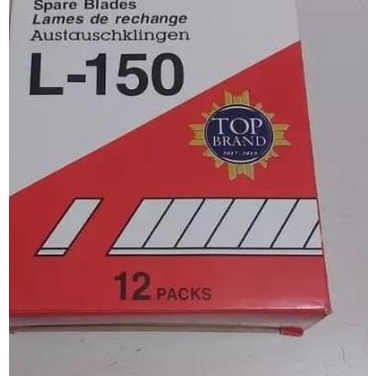 Spare Blades
Lames de rechange
Austauschklingen
L-150
TOP
BRAND
12 PACKS